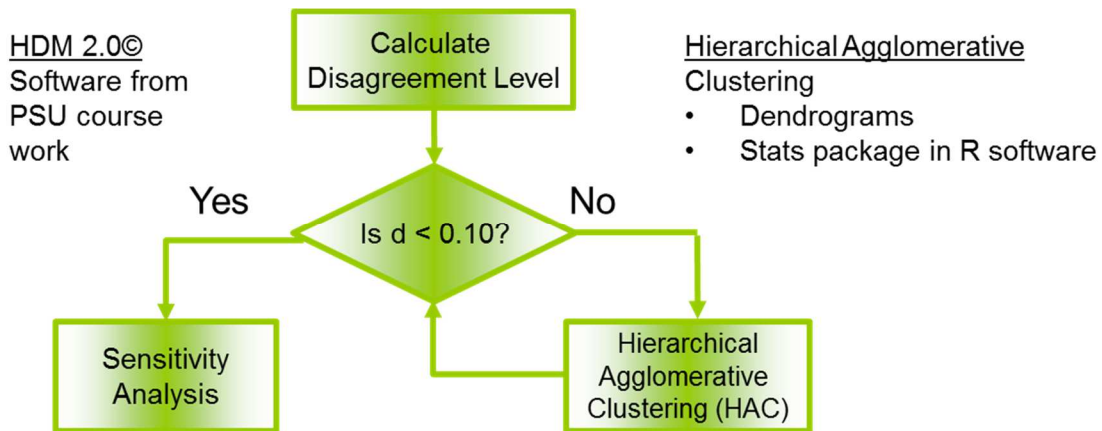 HDM 2.0©
Software from
PSU course
work
Calculate
Disagreement Level
Hierarchical Agglomerative
Clustering
• Dendrograms
• Stats package in R software
Yes
Is d < 0.10?
No
Sensitivity
Analysis
Hierarchical
Agglomerative
Clustering (HAC)